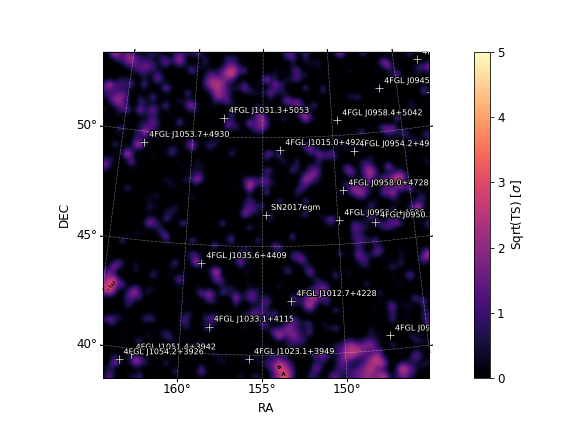 5
4
3
2
1
0
Sqrt(TS) [σ]
4FGL J0945
4FGL J1031.3+5053
4FGL J0958.4+5042
50°
4FGL J1053.7+4930
4FGL J1015.0+492
4FGL J0954.2+49
4FGL J0958.0+4728
SN2017egm
DEC
45°
4FGL J1035.6+4409
4FGL J1012.7+4228
4FGL J1033.1+4115
4FGL J09
40°
4FGL J1051.4+3942
4FGL J1054.2+3926
4FGL J1023.1+3949
160°
155°
150°
RA